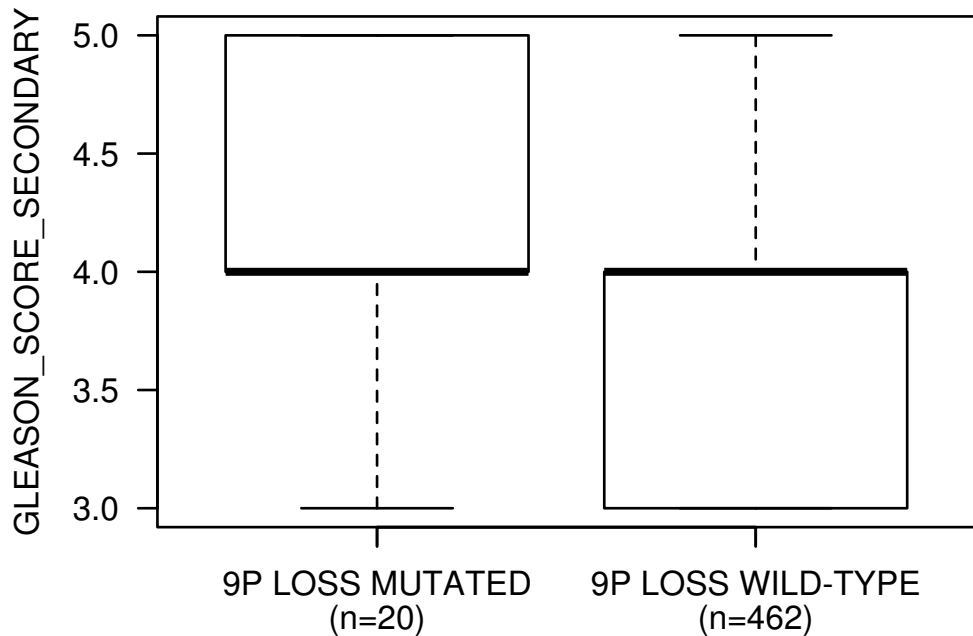 GLEASON_SCORE_SECONDARY
5.0
4.5
4.0
3.5
3.0
9P LOSS MUTATED
(n=20)
9P LOSS WILD-TYPE
(n=462)